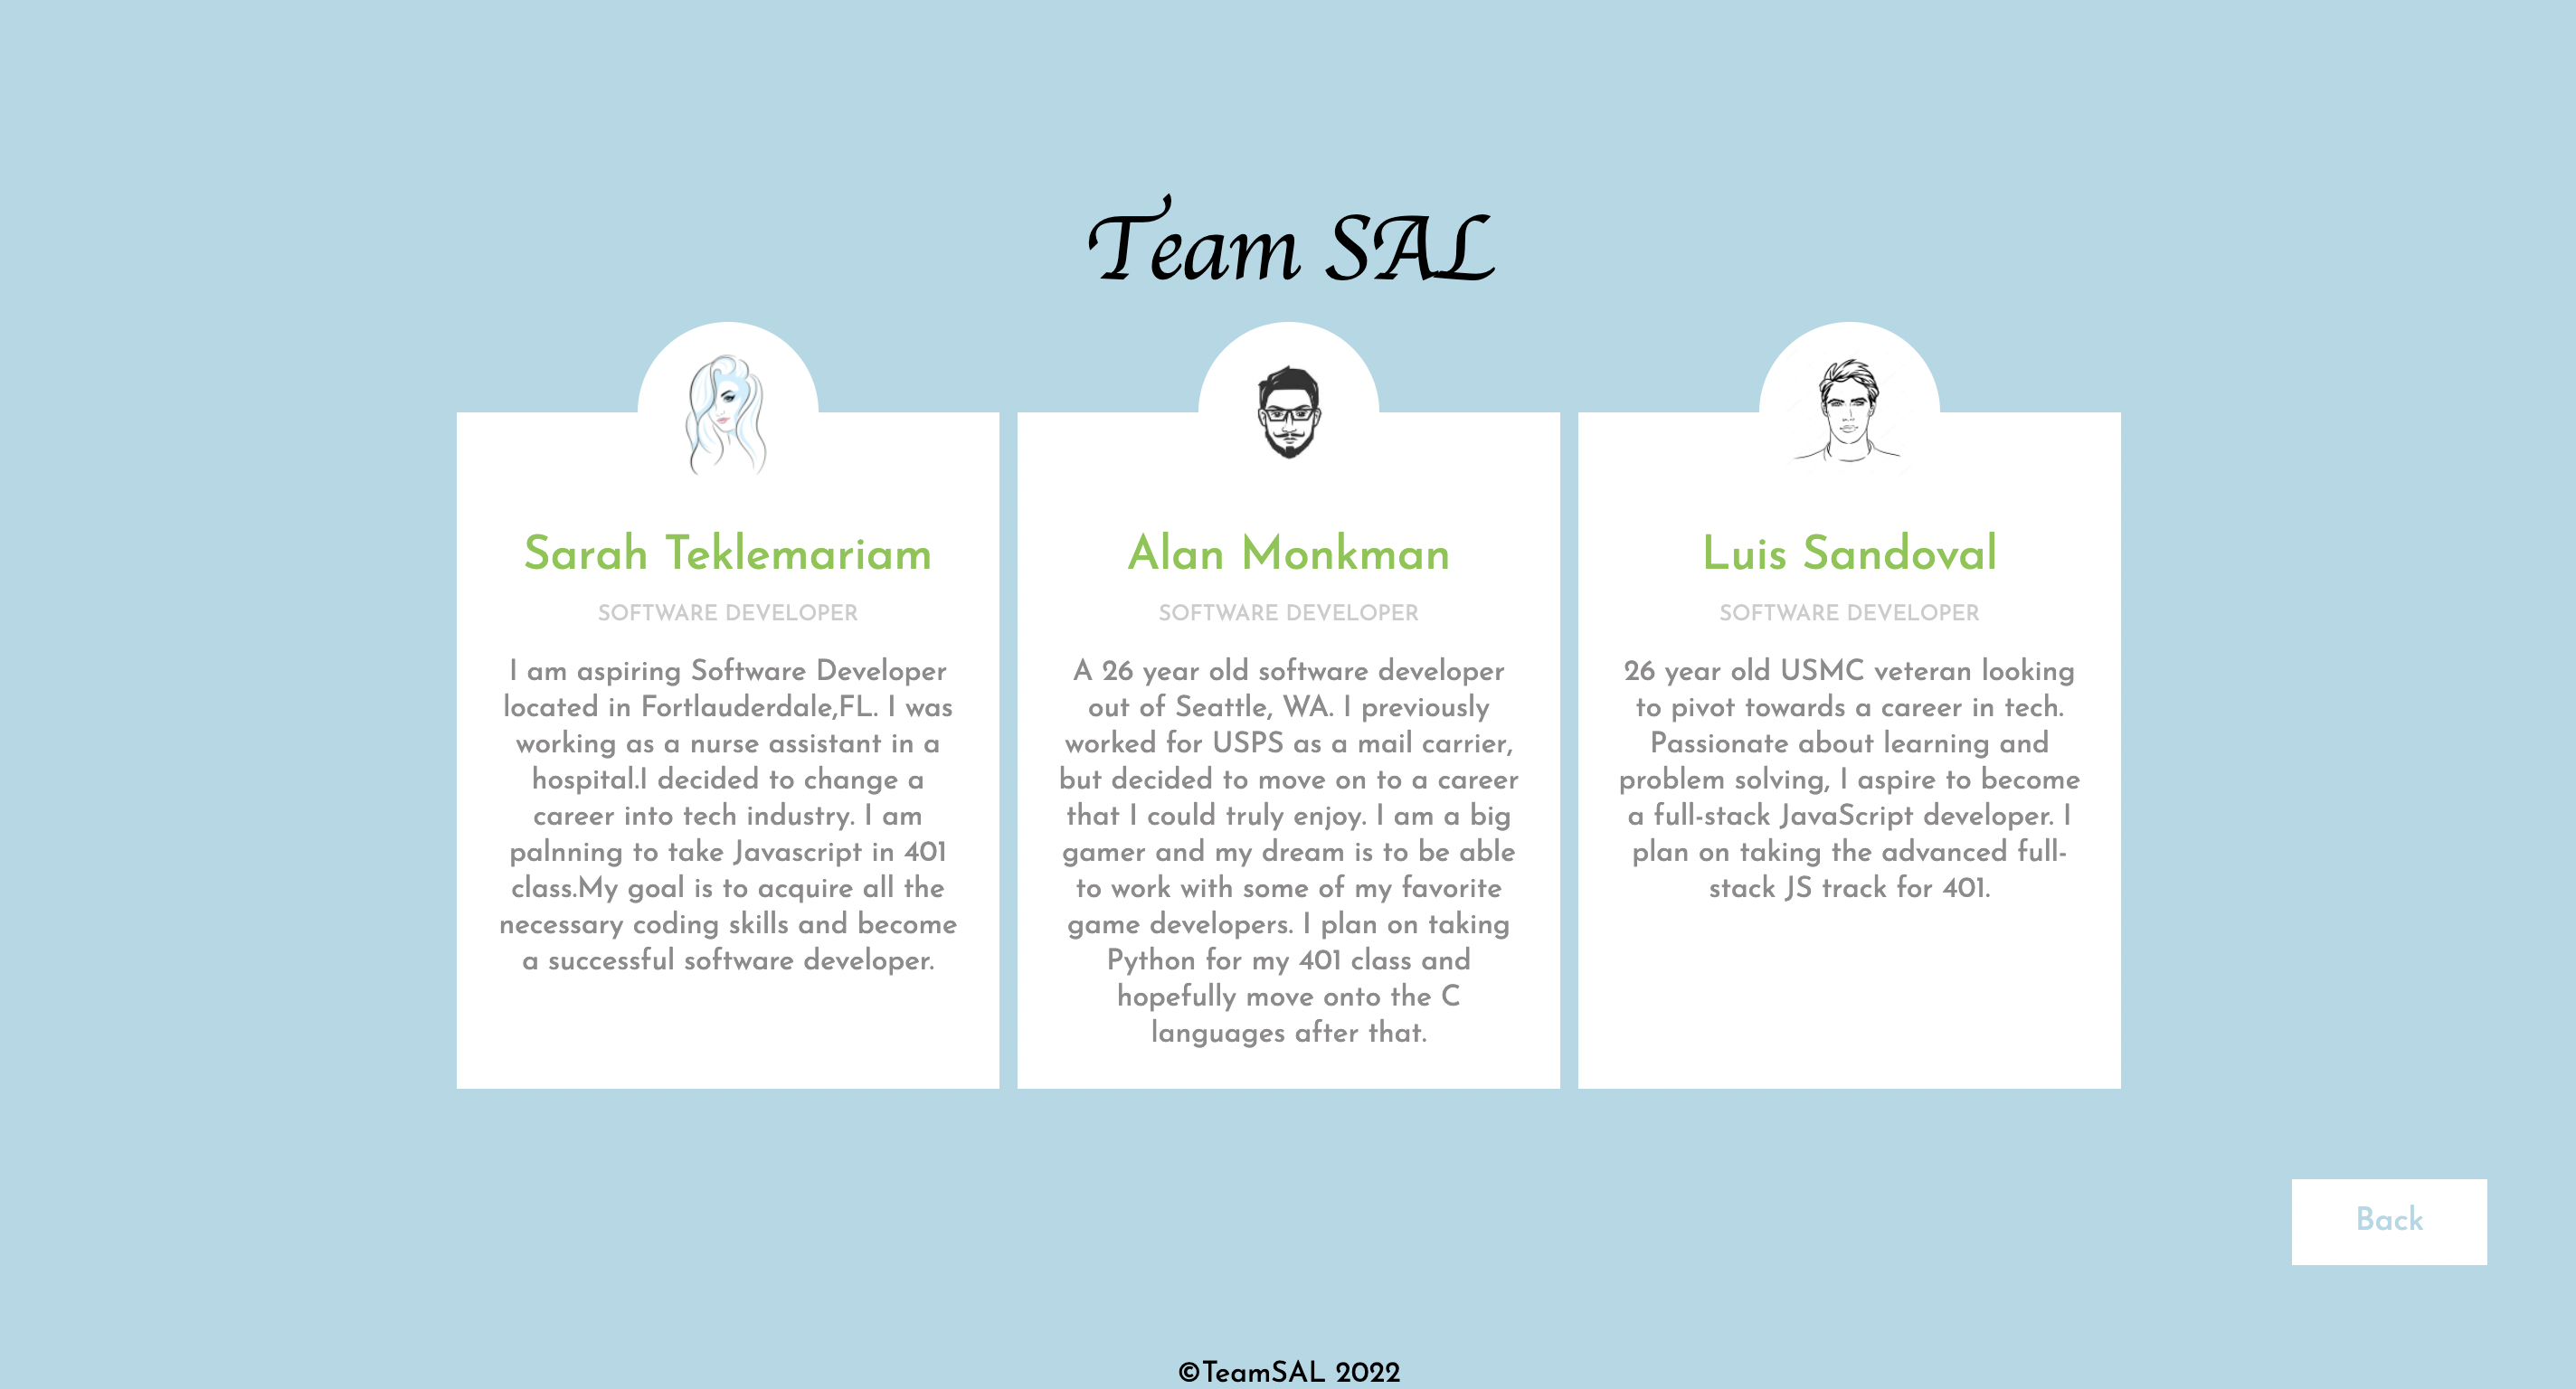 Team SAL
Sarah Teklemariam
SOFTWARE DEVELOPER
I am aspiring Software Developer
located in Fortlauderdale,FL. I was
working as a nurse assistant in a
hospital.I decided to change a
career into tech industry. I am
palnning to take Javascript in 401
class.My goal is to acquire all the
necessary coding skills and become
a successful software developer.
Alan Monkman
SOFTWARE DEVELOPER
A 26 year old software developer
out of Seattle, WA. I previously
worked for USPS as a mail carrier,
but decided to move on to a career
that I could truly enjoy. I am a big
gamer and my dream is to be able
to work with some of my favorite
game developers. I plan on taking
Python for my 401 class and
hopefully move onto the C
languages after that.
Luis Sandoval
SOFTWARE DEVELOPER
26 year old USMC veteran looking
to pivot towards a career in tech.
Passionate about learning and
problem solving, I aspire to become
a full-stack JavaScript developer. I
plan on taking the advanced full-
stack JS track for 401.
Back
©TeamSAL 2022